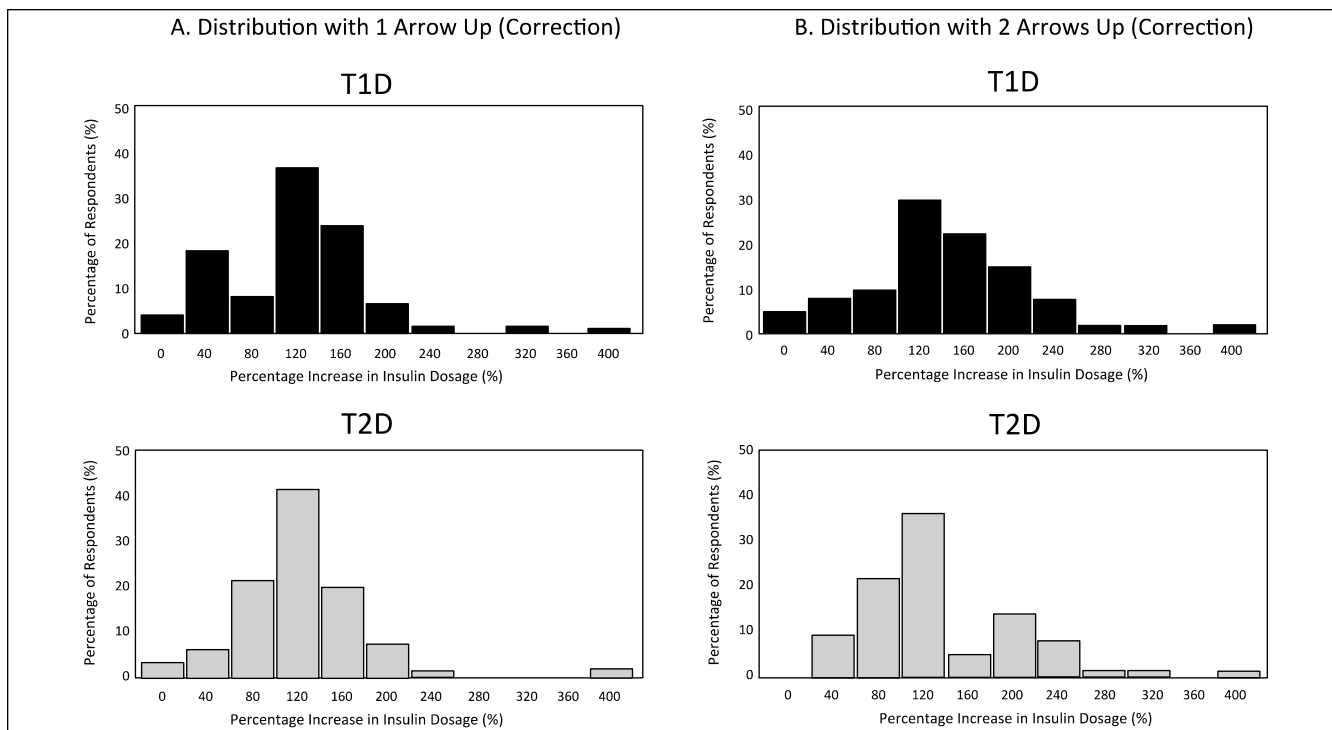 A. Distribution with 1 Arrow Up (Correction)
B. Distribution with 2 Arrows Up (Correction)
T1D
Percentage of Respondents (%)
50
40
30
20
10
0
0 40 80 120 160 200 240 280 320 360 400
Percentage Increase in Insulin Dosage (%)
T1D
Percentage of Respondents (%)
50
40
30
20
10
0
0 40 80 120 160 200 240 280 320 360 400
Percentage Increase in Insulin Dosage (%)
T2D
Percentage of Respondents (%)
50
40
30
20
10
0
0 40 80 120 160 200 240 280 320 360 400
Percentage Increase in Insulin Dosage (%)
T2D
Percentage of Respondents (%)
50
40
30
20
10
0
0 40 80 120 160 200 240 280 320 360 400
Percentage Increase in Insulin Dosage (%)